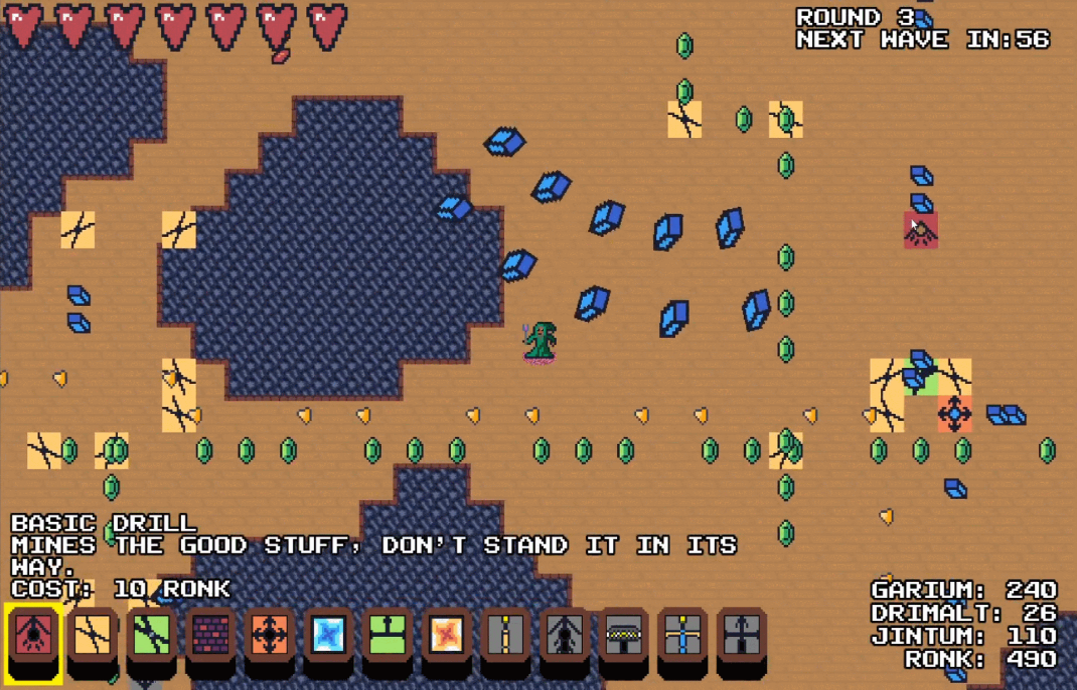 ROUND 3
NEXT WAVE IN:56
BASIC DRILL
MINES THE GOOD STUFF, DON'T STAND IT IN ITS
WAY.
COST: 10 RONK
GARIUM: 240
DRIMALT: 26
JINTUM: 110
RONK: 490